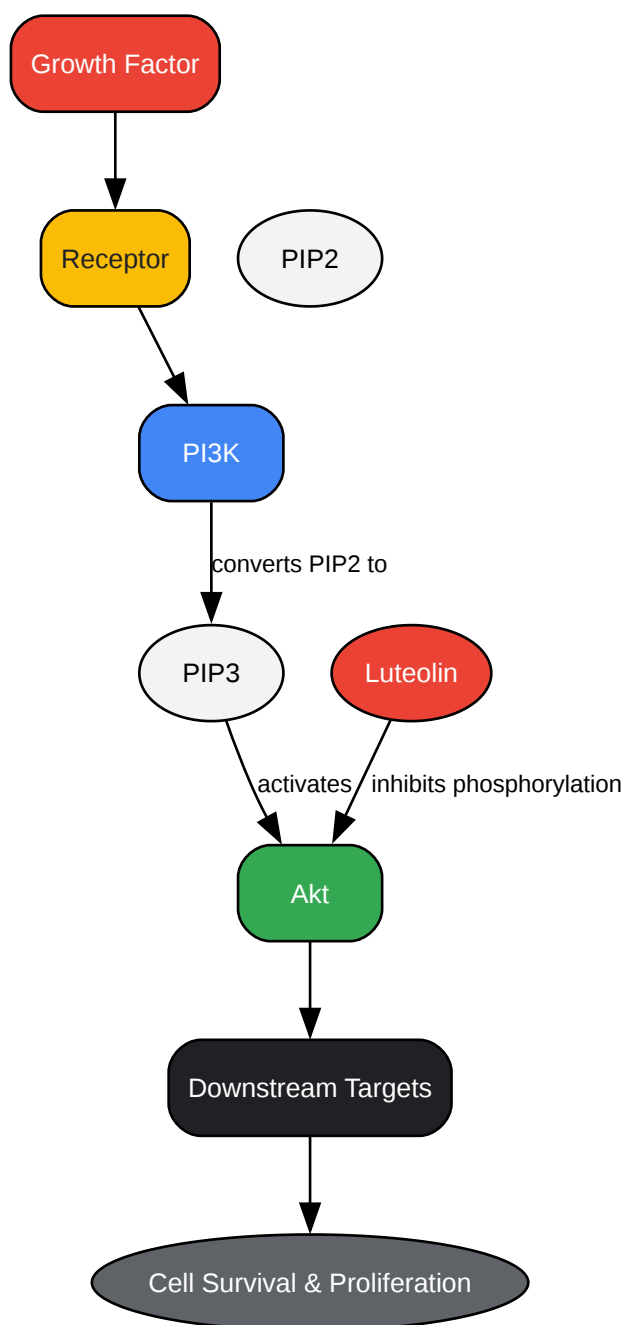 Growth Factor
Receptor
PIP2
PI3K
converts PIP2 to
PIP3
Luteolin
activates
inhibits phosphorylation
Akt
Downstream Targets
Cell Survival & Proliferation